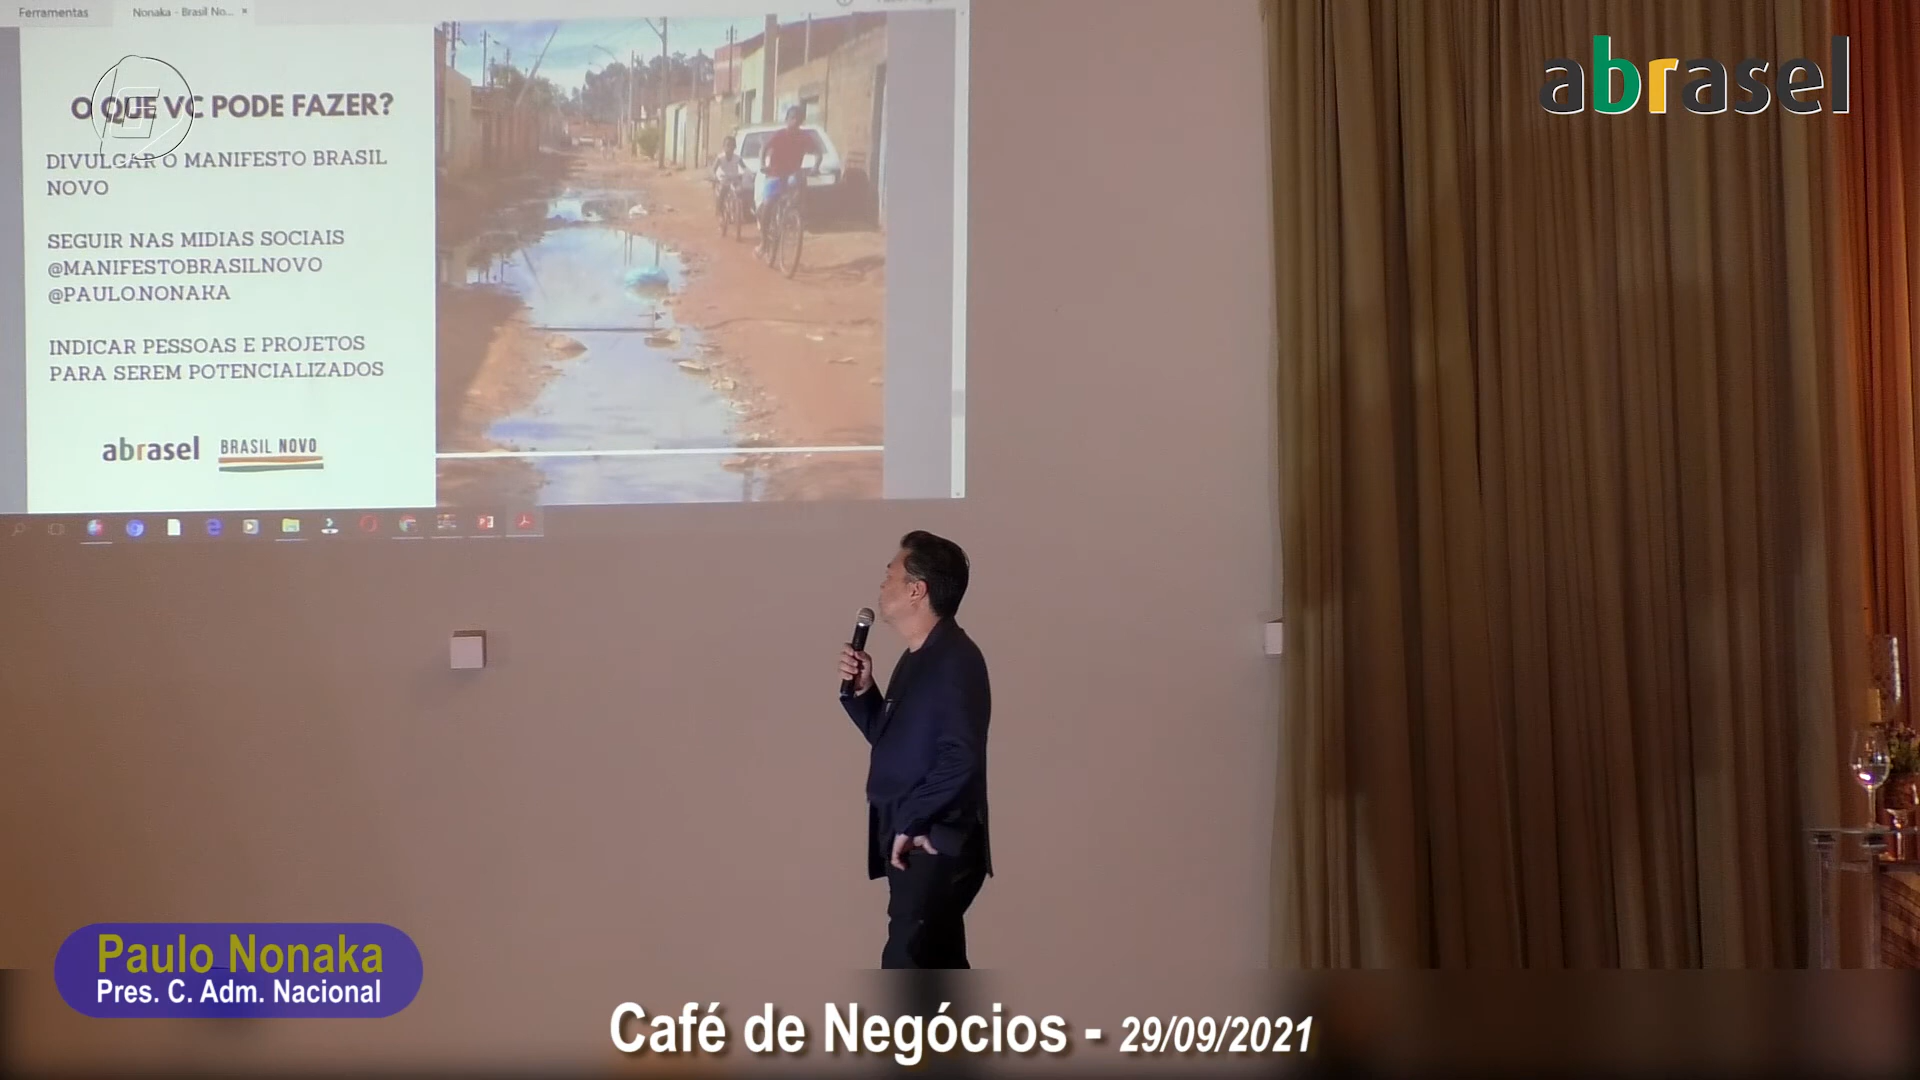 Ferramentas
Nonaka - Brasil No... ×
abrasel
O QUE VC PODE FAZER?
DIVULGAR O MANIFESTO BRASIL
NOVO
SEGUIR NAS MIDIAS SOCIAIS
@MANIFESTOBRASILNOVO
@PAULO.NONAKA
INDICAR PESSOAS E PROJETOS
PARA SEREM POTENCIALIZADOS
abrasel
BRASIL NOVO
Paulo Nonaka
Pres. C. Adm. Nacional
Café de Negócios - 29/09/2021